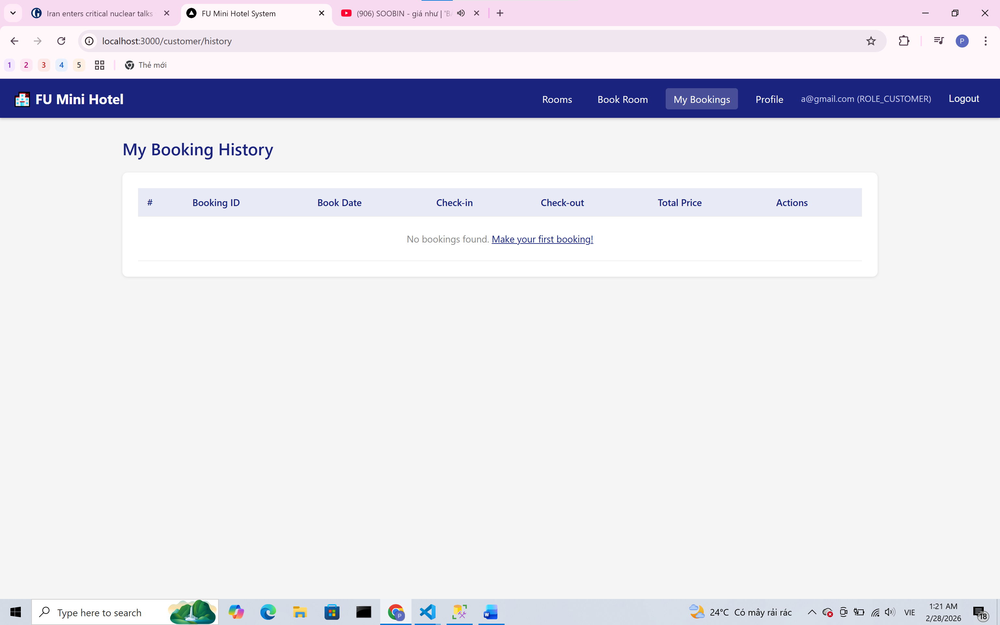 Iran enters critical nuclear talks
FU Mini Hotel System
(906) SOOBIN - giá như | 'BA
localhost:3000/customer/history
1 2 3 4 5 Thẻ mới
FU Mini Hotel
Rooms Book Room My Bookings Profile a@gmail.com (ROLE_CUSTOMER) Logout
My Booking History
# Booking ID Book Date Check-in Check-out Total Price Actions
No bookings found. Make your first booking!
Type here to search
P
W
24°C Có mây rải rác
VIE
1:21 AM
2/28/2026
18